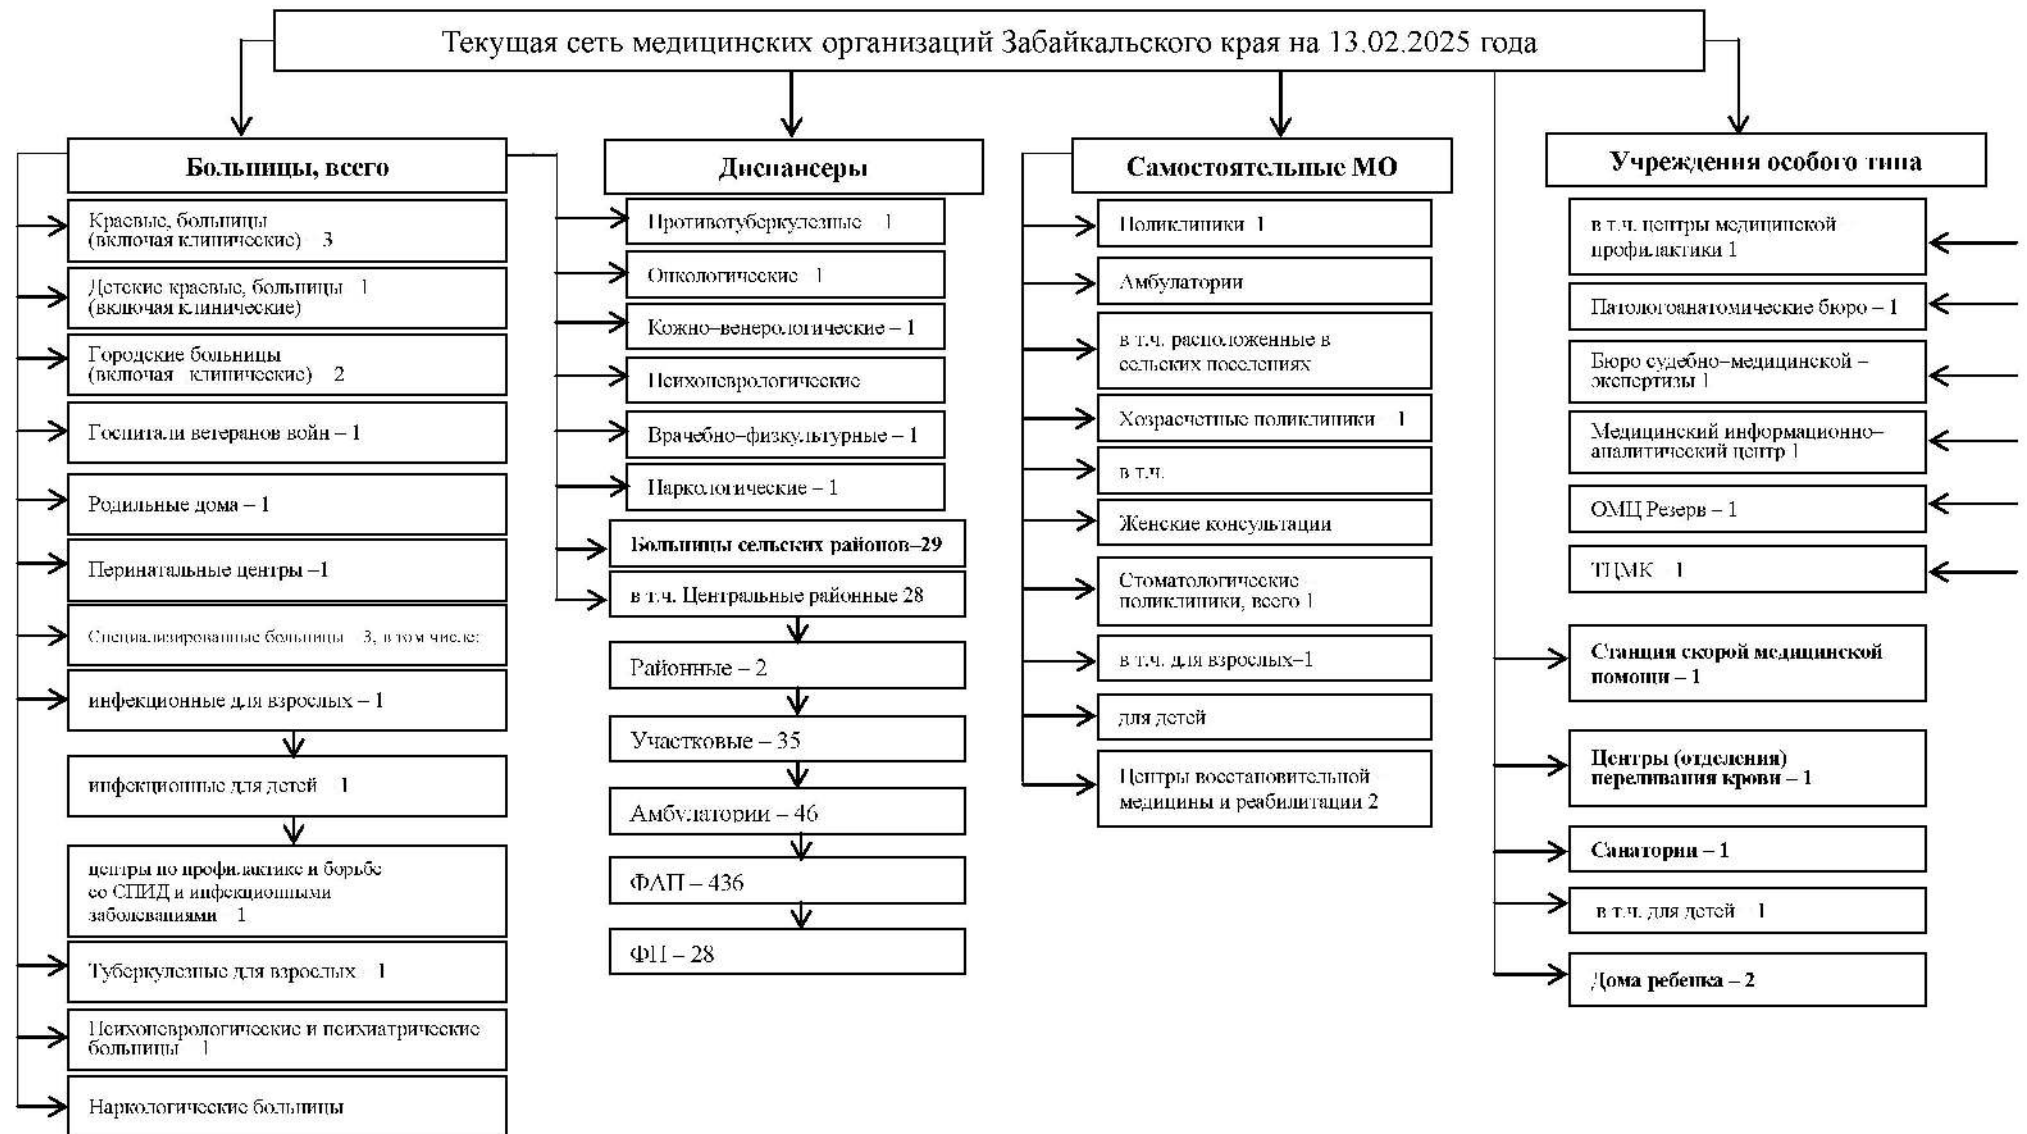 Текущая сеть медицинских организаций Забайкальского края на 13.02.2025 года
Больницы, всего
Краевые, больницы
(включая клинические) 3
Детские краевые, больницы 1
(включая клинические)
Городские больницы
(включая клинические) 2
Госпитали ветеранов войн – 1
Родильные дома – 1
Перинатальные центры –1
Специализированные больницы 3, в том числе:
инфекционные для взрослых – 1
инфекционные для детей 1
центры по профилактике и борьбе
со СПИД и инфекционными
заболеваниями 1
Туберкулезные для взрослых 1
Психоневрологические и психиатрические
больницы 1
Наркологические больницы
Диспансеры
Противотуберкулезные 1
Онкологические 1
Кожно–венерологические – 1
Психоневрологические
Врачебно–физкультурные – 1
Наркологические – 1
Больницы сельских районов–29
в т.ч. Центральные районные 28
Районные – 2
Участковые – 35
Амбулатории – 46
ФАП – 436
ФП – 28
Самостоятельные МО
Поликлиники 1
Амбулатории
в т.ч. расположенные в
сельских поселениях
Хозрасчетные поликлиники 1
в т.ч.
Женские консультации
Стоматологические
поликлиники, всего 1
в т.ч. для взрослых–1
для детей
Центры восстановительной
медицины и реабилитации 2
Учреждения особого типа
в т.ч. центры медицинской
профилактики 1
Патологоанатомические бюро – 1
Бюро судебно–медицинской –
экспертизы 1
Медицинский информационно–
аналитический центр 1
ОМЦ Резерв – 1
ТЦМК 1
Станция скорой медицинской
помощи – 1
Центры (отделения)
переливания крови – 1
Санатории – 1
в т.ч. для детей 1
Дома ребенка – 2